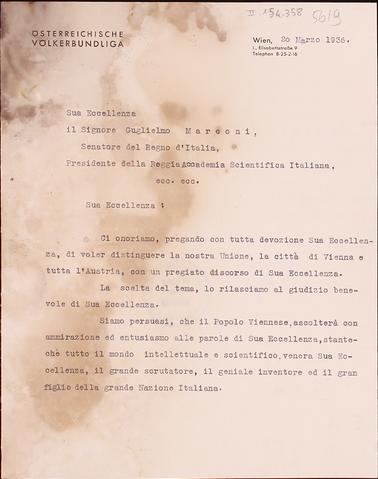 II 154.358 5619
ÖSTERREICHISCHE
VÖLKERBUNDLIGA
Wien, 20 Marzo 1936.
I., Elisabethstraße 9
Telephon B-25-2-16
Sua Eccellenza
il Signore Guglielmo M a r c o n i ,
Senatore del Regno d'Italia,
Presidente della ReggiaAccademia Scientifica Italiana,
ecc. ecc.
Sua Eccellenza :
Ci onoriamo, pregando con tutta devozione Sua Eccellen-
za, di voler distinguere la nostra Unione, la città di Vienna e
tutta l'Austria, con un pregiato discorso di Sua Eccellenza.
La scelta del tema, lo rilasciamo al giudizio bene-
vole di Sua Eccellenza.
Siamo persuasi, che il Popolo Viennese,ascolterà con
ammirazione ed entusiasmo alle parole di Sua Eccellenza,stante-
chè tutto il mondo intellettuale e scientifico,venera Sua Ec-
cellenza, il grande scrutatore, il geniale inventore ed il gran
figlio della grande Nazione Italiana.